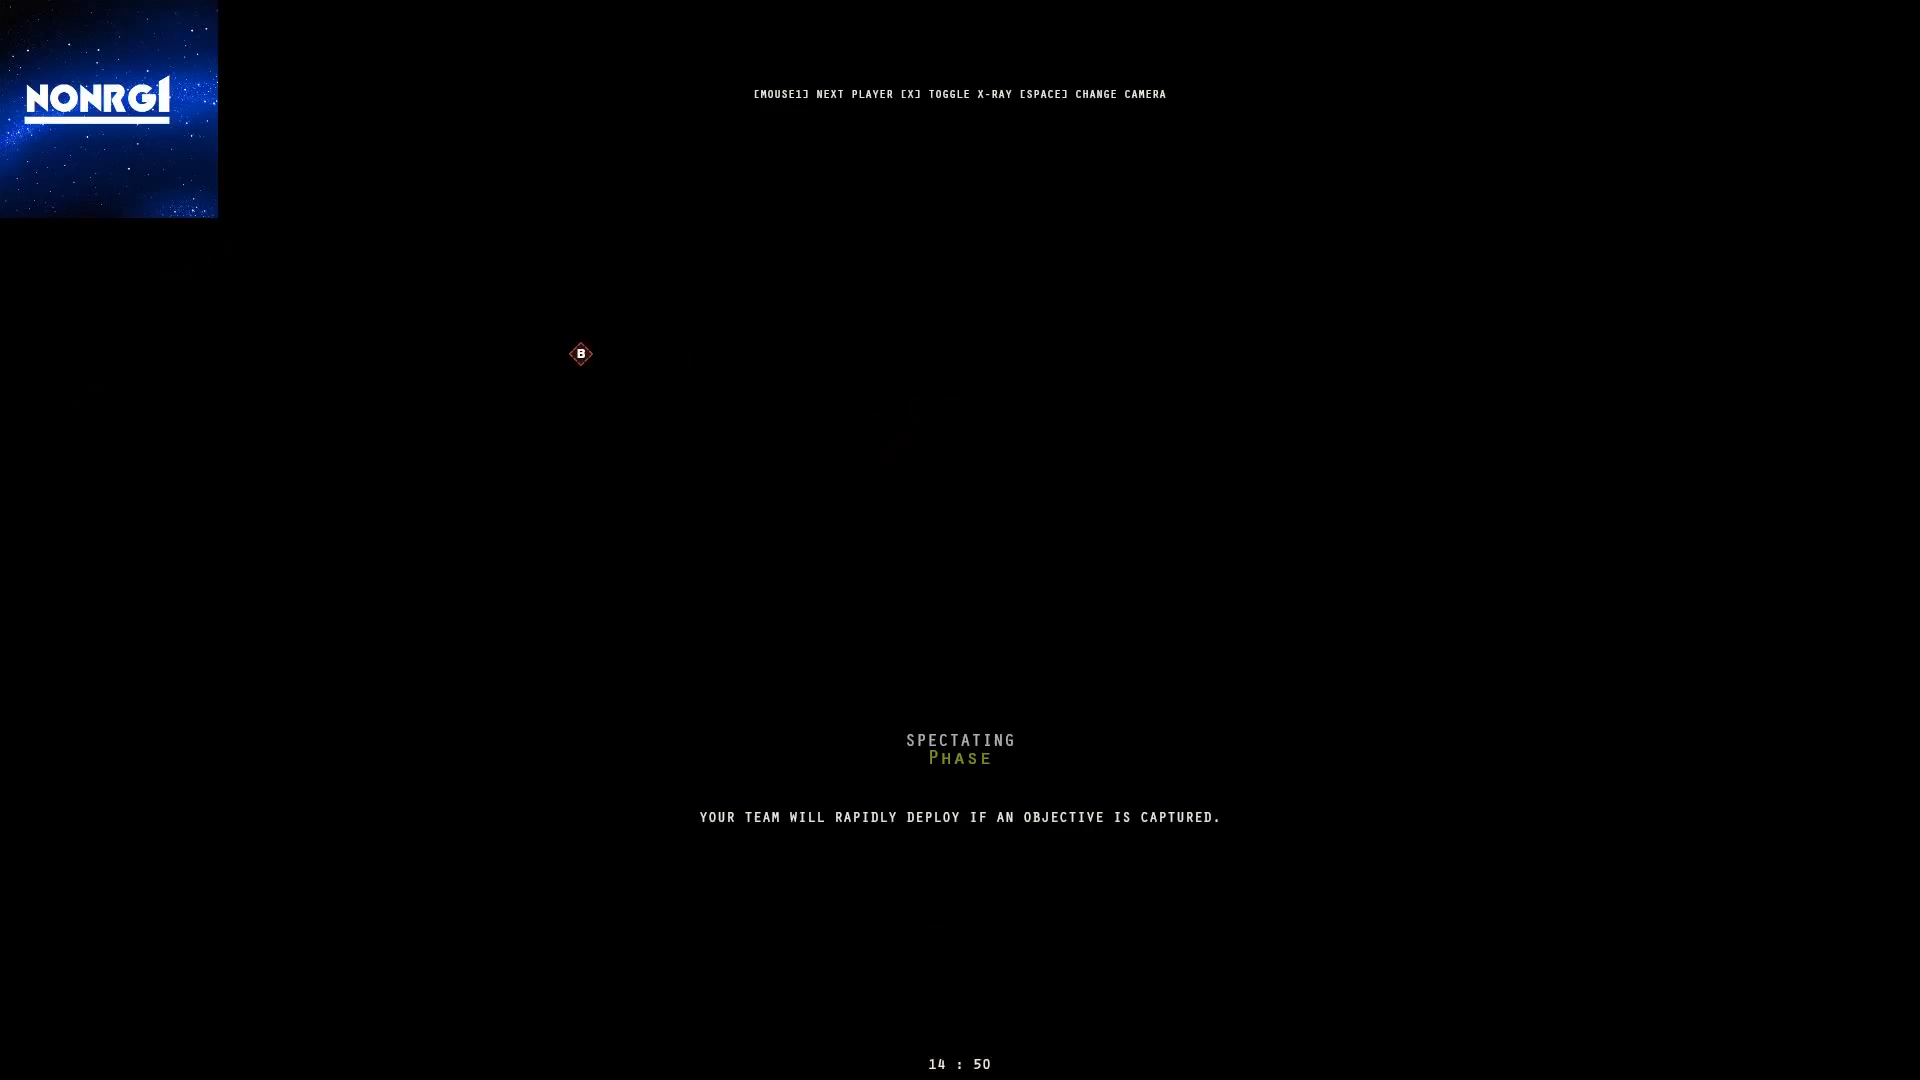 NONRG1
[MOUSE1] NEXT PLAYER [X] TOGGLE X-RAY [SPACE] CHANGE CAMERA
B
SPECTATING
PHASE
YOUR TEAM WILL RAPIDLY DEPLOY IF AN OBJECTIVE IS CAPTURED.
14 : 50